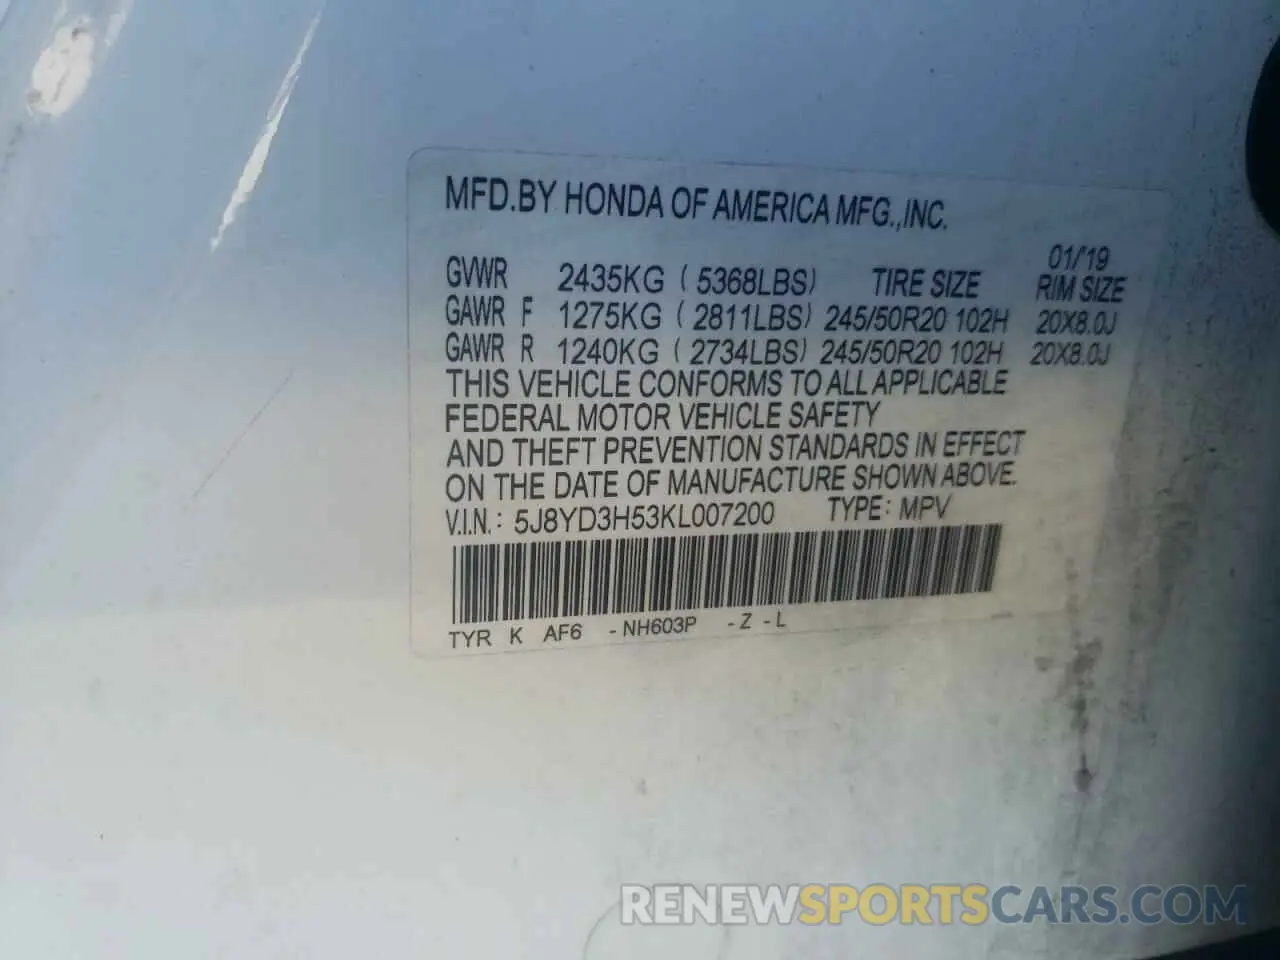 MFD.BY HONDA OF AMERICA MFG.,INC.
01/'19
GVWR 2435KG ( 5368LBS) TIRE SIZE RIM SIZE
GAWR F 1275KG ( 2811LBS) 245/50R20 102H 20X8.0J
GAWR R 1240KG ( 2734LBS) 245/50R20 102H 20X8.0J
THIS VEHICLE CONFORMS TO ALL APPLICABLE
FEDERAL MOTOR VEHICLE SAFETY
AND THEFT PREVENTION STANDARDS IN EFFECT
ON THE DATE OF MANUFACTURE SHOWN ABOVE.
V.I.N.: 5J8YD3H53KL007200 TYPE: MPV
TYR K AF6 -NH603P -Z -L
RENEWSPORTSCARS.COM